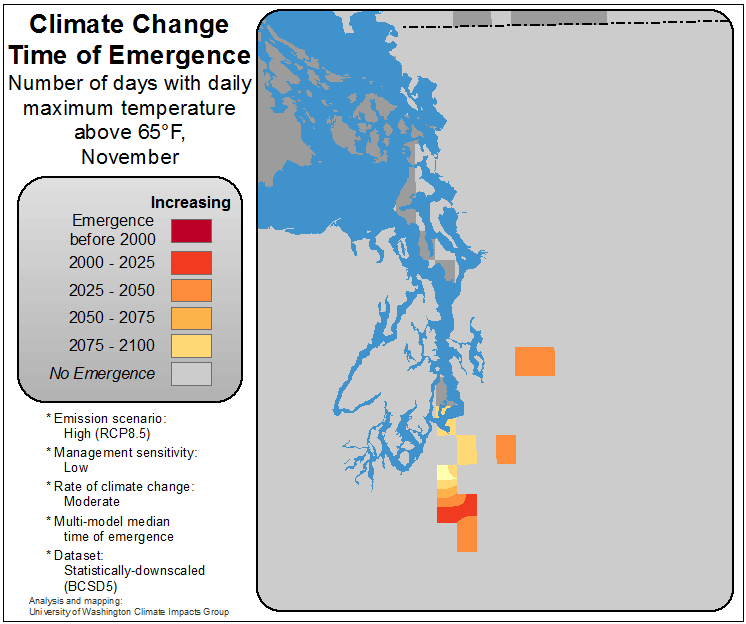 Climate Change
Time of Emergence
Number of days with daily
maximum temperature
above 65°F,
November
Increasing
Emergence
before 2000
2000 - 2025
2025 - 2050
2050 - 2075
2075 - 2100
No Emergence
* Emission scenario:
High (RCP8.5)
* Management sensitivity:
Low
* Rate of climate change:
Moderate
* Multi-model median
time of emergence
* Dataset:
Statistically-downscaled
(BCSD5)
Analysis and mapping:
University of Washington Climate Impacts Group